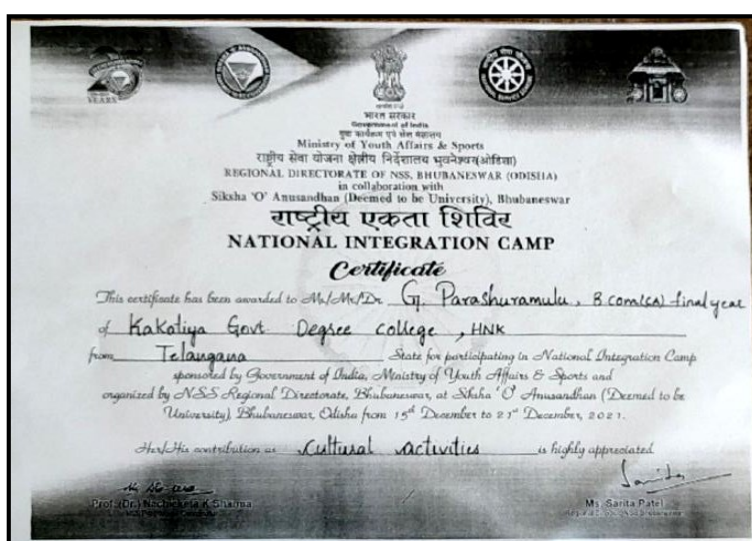 YEARS
भारत सरकार
Government of India
युवा कार्यक्रम एवं खेल मंत्रालय
Ministry of Youth Affairs & Sports
राष्ट्रीय सेवा योजना क्षेत्रीय निर्देशालय भुवनेश्वर(ओडिशा)
REGIONAL DIRECTORATE OF NSS, BHUBANESWAR (ODISHA)
in collaboration with
Siksha 'O' Anusandhan (Deemed to be University), Bhubaneswar
राष्ट्रीय एकता शिविर
NATIONAL INTEGRATION CAMP
Certificate
This certificate has been awarded to Ms/Mr/Dr. G. Parashuramulu, B.com(CA) final year
of Kakatiya Govt Degree college, HNK
from Telangana State for participating in National Integration Camp
sponsored by Government of India, Ministry of Youth Affairs & Sports and
organized by NSS Regional Directorate, Bhubaneswar, at Siksha 'O' Anusandhan (Deemed to be
University), Bhubaneswar, Odisha from 15th December to 21st December, 2021.
Her/His contribution as Cultural activities is highly appreciated
Prof. (Dr.) Nachiketa K Sharma
Ms. Sarita Patel